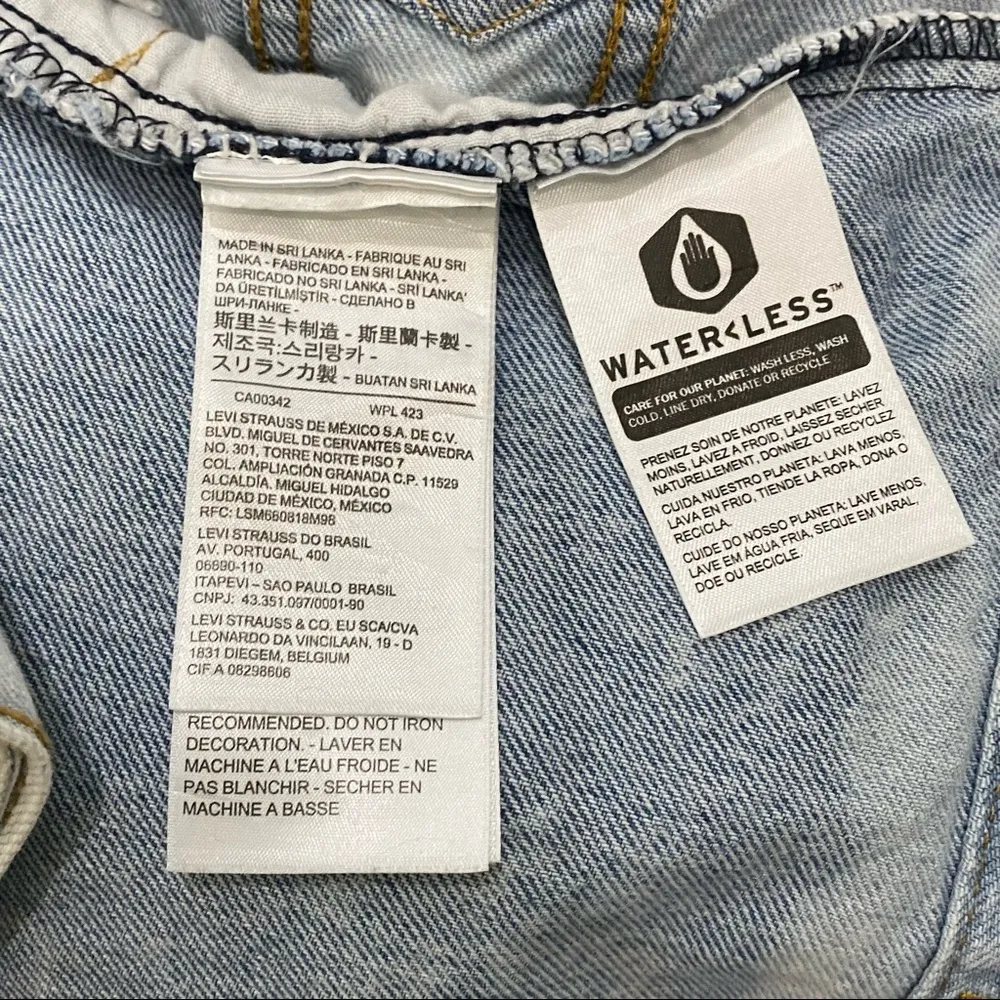 MADE IN SRI LANKA - FABRIQUE AU SRI
LANKA - FABRICADO EN SRI LANKA -
FABRICADO NO SRI LANKA - SRI LANKA'
DA ÜRETİLMİŞTİR - СДЕЛАНО В
ШРИ-ЛАНКЕ -
斯里兰卡制造 - 斯里蘭卡製 -
제조국:스리랑카 -
スリランカ製 - BUATAN SRI LANKA
CA00342 WPL 423
LEVI STRAUSS DE MÉXICO S.A. DE C.V.
BLVD. MIGUEL DE CERVANTES SAAVEDRA
NO. 301, TORRE NORTE PISO 7
COL. AMPLIACIÓN GRANADA C.P. 11529
ALCALDÍA. MIGUEL HIDALGO
CIUDAD DE MÉXICO, MÉXICO
RFC: LSM680818M98
LEVI STRAUSS DO BRASIL
AV. PORTUGAL, 400
06690-110
ITAPEVI – SAO PAULO BRASIL
CNPJ: 43.351.097/0001-90
LEVI STRAUSS & CO. EU SCA/CVA
LEONARDO DA VINCILAAN, 19 - D
1831 DIEGEM, BELGIUM
CIF.A 08298606
RECOMMENDED. DO NOT IRON
DECORATION. - LAVER EN
MACHINE A L'EAU FROIDE - NE
PAS BLANCHIR - SECHER EN
MACHINE A BASSE
WATER<LESS™
CARE FOR OUR PLANET: WASH LESS, WASH
COLD, LINE DRY, DONATE OR RECYCLE
PRENEZ SOIN DE NOTRE PLANETE: LAVEZ
MOINS, LAVEZ A FROID, LAISSEZ SECHER
NATURELLEMENT, DONNEZ OU RECYCLEZ
CUIDA NUESTRO PLANETA: LAVA MENOS,
LAVA EN FRIO, TIENDE LA ROPA, DONA O
RECICLA.
CUIDE DO NOSSO PLANETA: LAVE MENOS,
LAVE EM ÁGUA FRIA, SEQUE EM VARAL,
DOE OU RECICLE.